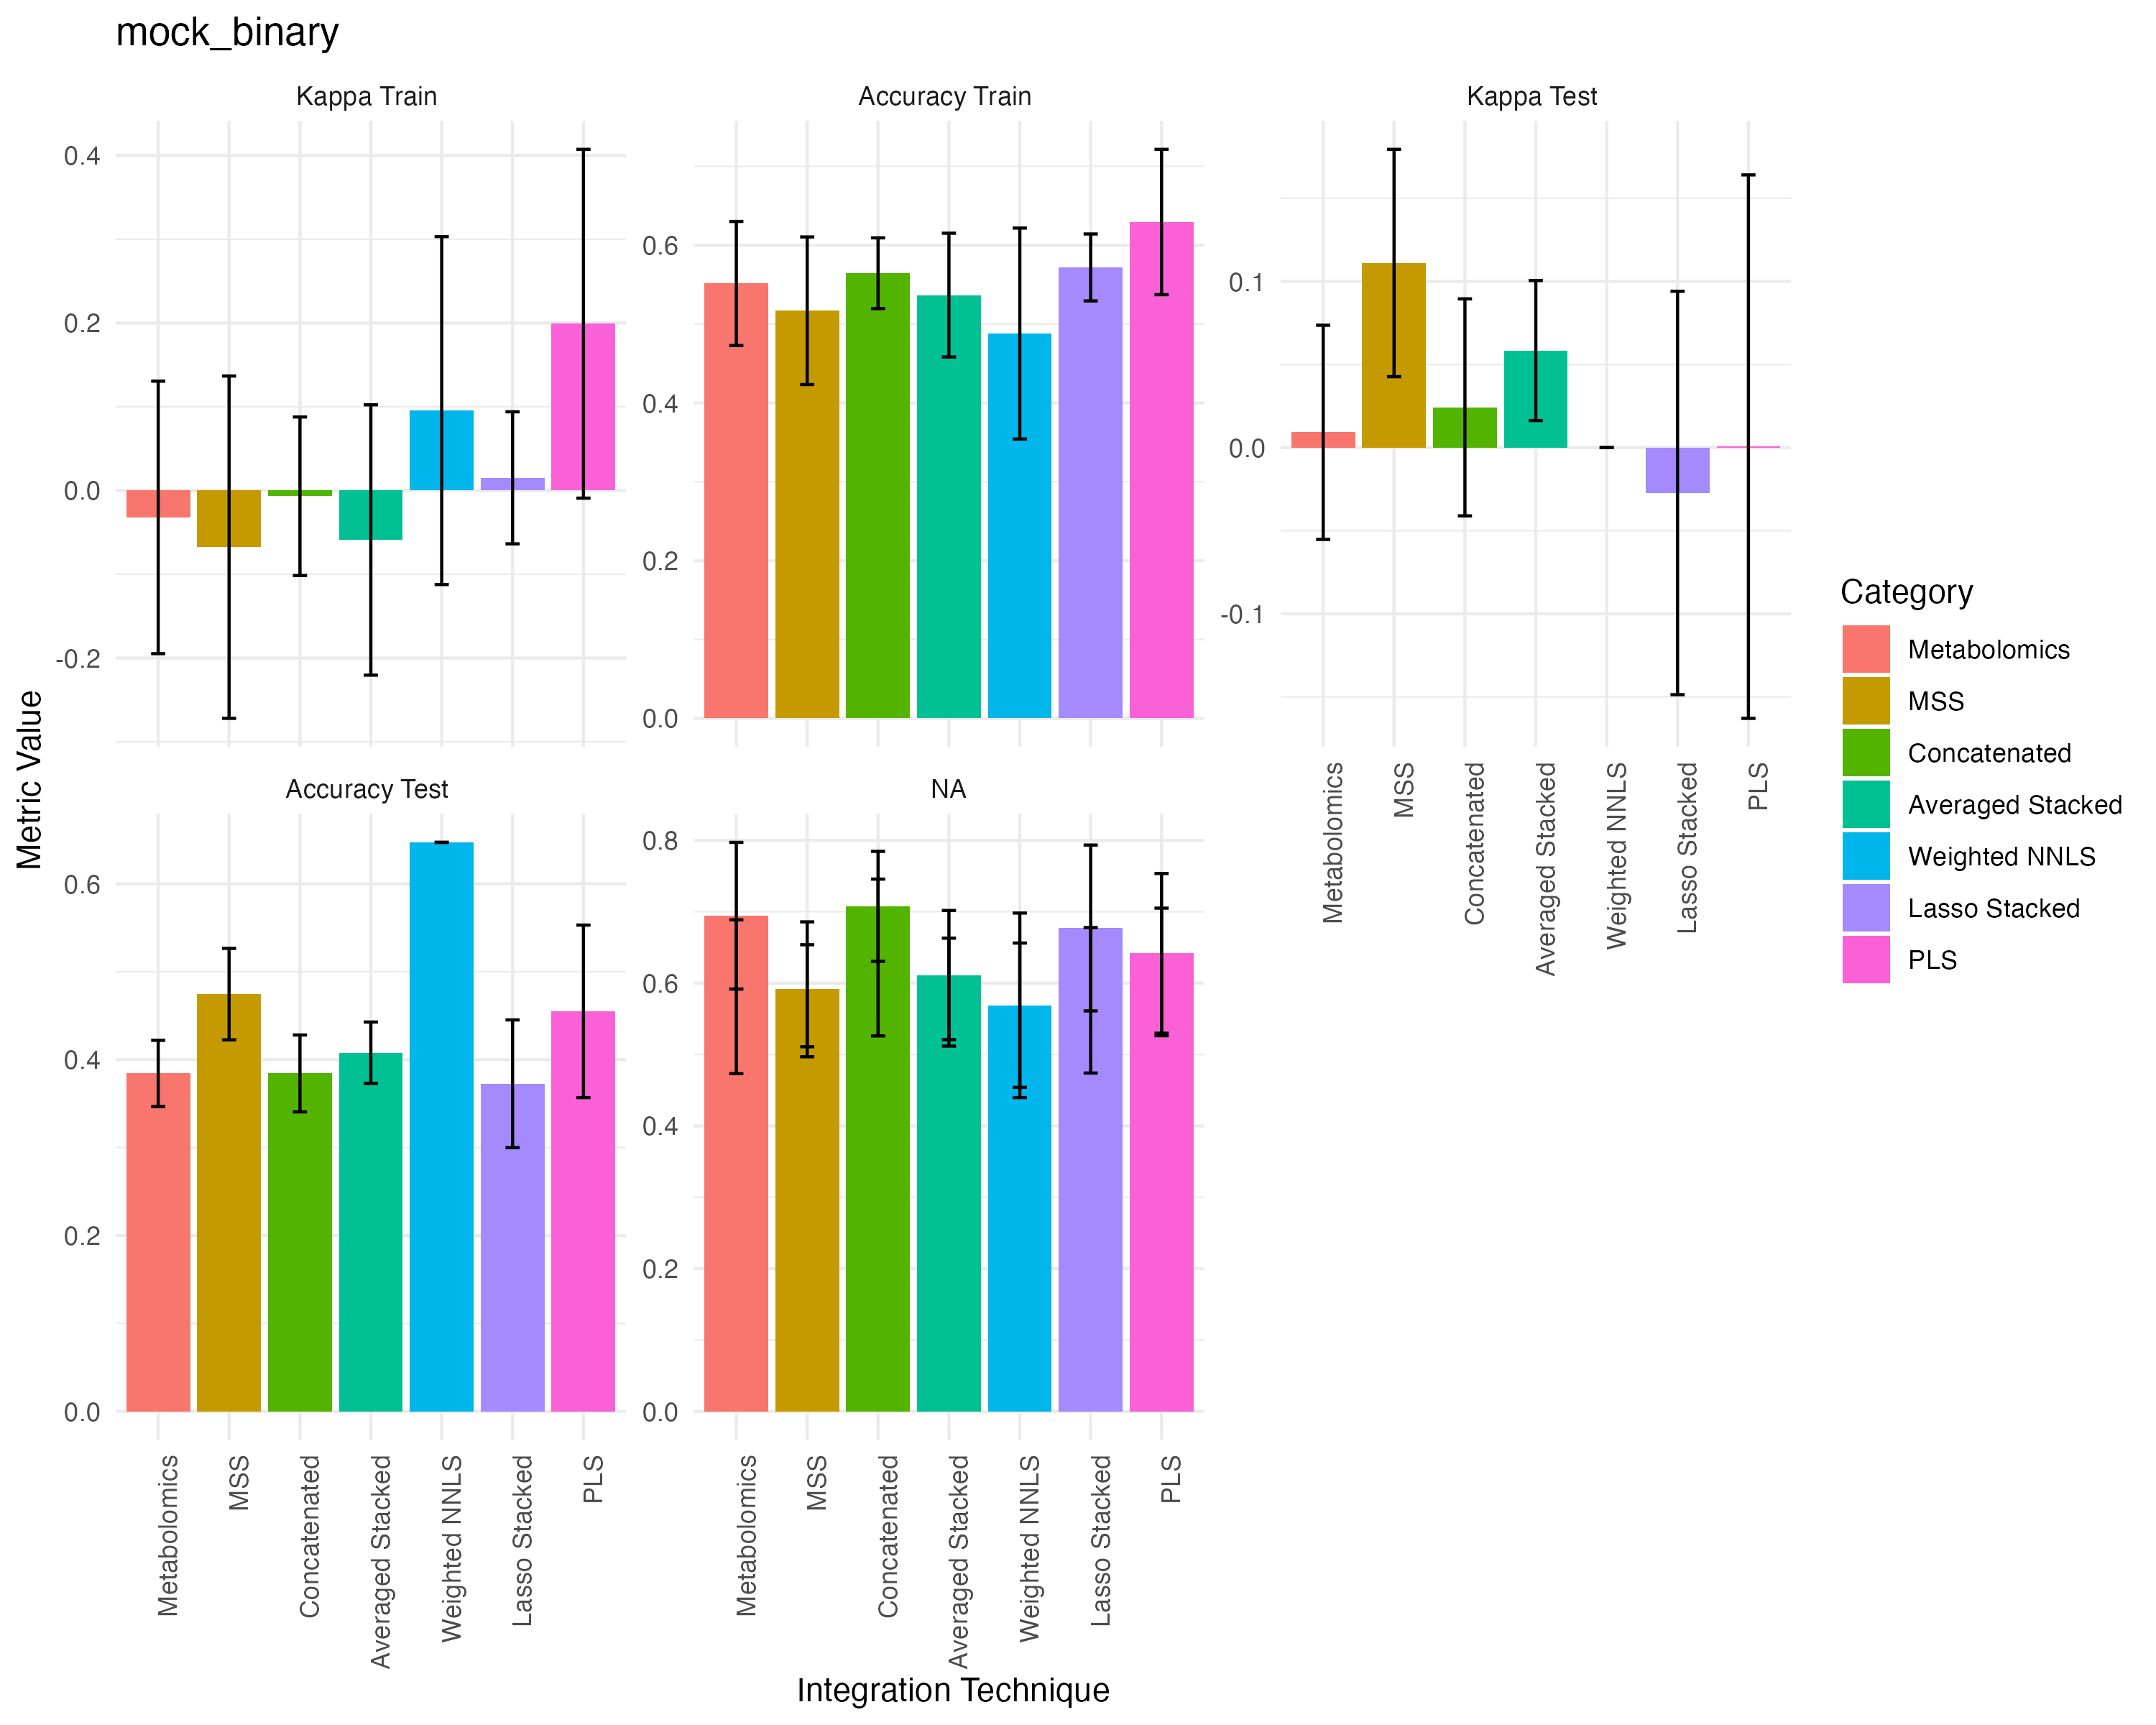 mock_binary
Kappa Train
Accuracy Train
Kappa Test
0.4
0.2
0.0
-0.2
0.6
0.4
0.2
0.0
0.1
0.0
-0.1
Metabolomics
MSS
Concatenated
Averaged Stacked
Weighted NNLS
Lasso Stacked
PLS
Metric Value
Accuracy Test
NA
0.6
0.4
0.2
0.0
0.8
0.6
0.4
0.2
0.0
Metabolomics
MSS
Concatenated
Averaged Stacked
Weighted NNLS
Lasso Stacked
PLS
Metabolomics
MSS
Concatenated
Averaged Stacked
Weighted NNLS
Lasso Stacked
PLS
Integration Technique
Category
Metabolomics
MSS
Concatenated
Averaged Stacked
Weighted NNLS
Lasso Stacked
PLS